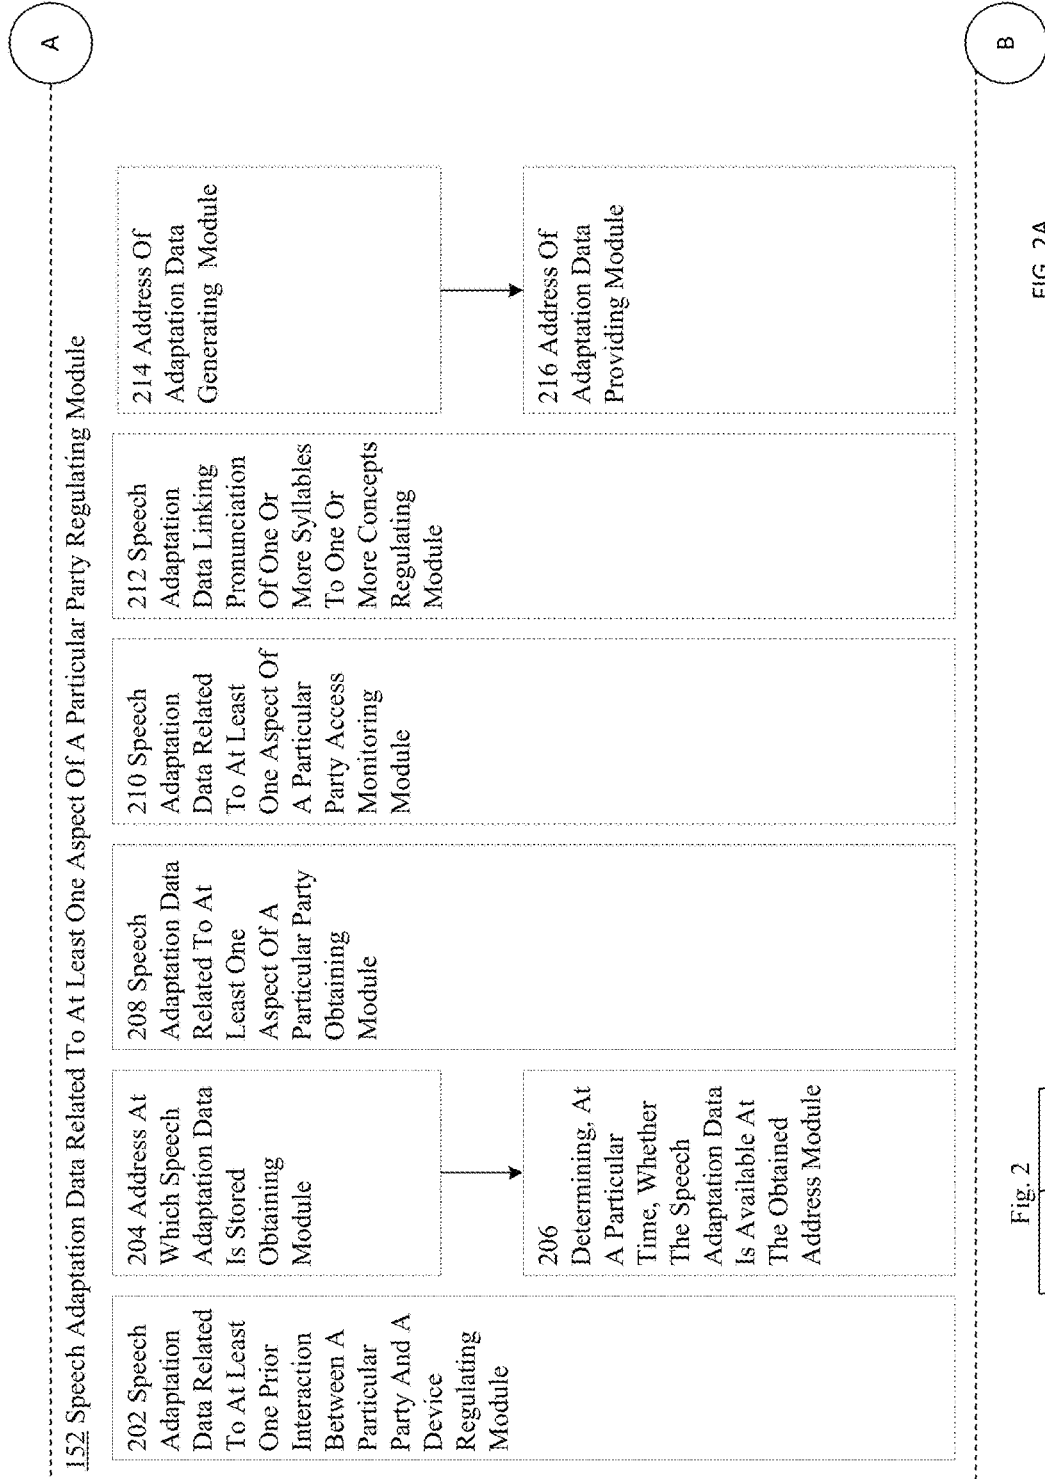 A
152 Speech Adaptation Data Related To At Least One Aspect Of A Particular Party Regulating Module
202 Speech
Adaptation
Data Related
To At Least
One Prior
Interaction
Between A
Particular
Party And A
Device
Regulating
Module
204 Address At
Which Speech
Adaptation Data
Is Stored
Obtaining
Module
206
Determining, At
A Particular
Time, Whether
The Speech
Adaptation Data
Is Available At
The Obtained
Address Module
208 Speech
Adaptation Data
Related To At
Least One
Aspect Of A
Particular Party
Obtaining
Module
210 Speech
Adaptation
Data Related
To At Least
One Aspect Of
A Particular
Party Access
Monitoring
Module
212 Speech
Adaptation
Data Linking
Pronunciation
Of One Or
More Syllables
To One Or
More Concepts
Regulating
Module
214 Address Of
Adaptation Data
Generating Module
216 Address Of
Adaptation Data
Providing Module
B
Fig. 2
FIG. 2A